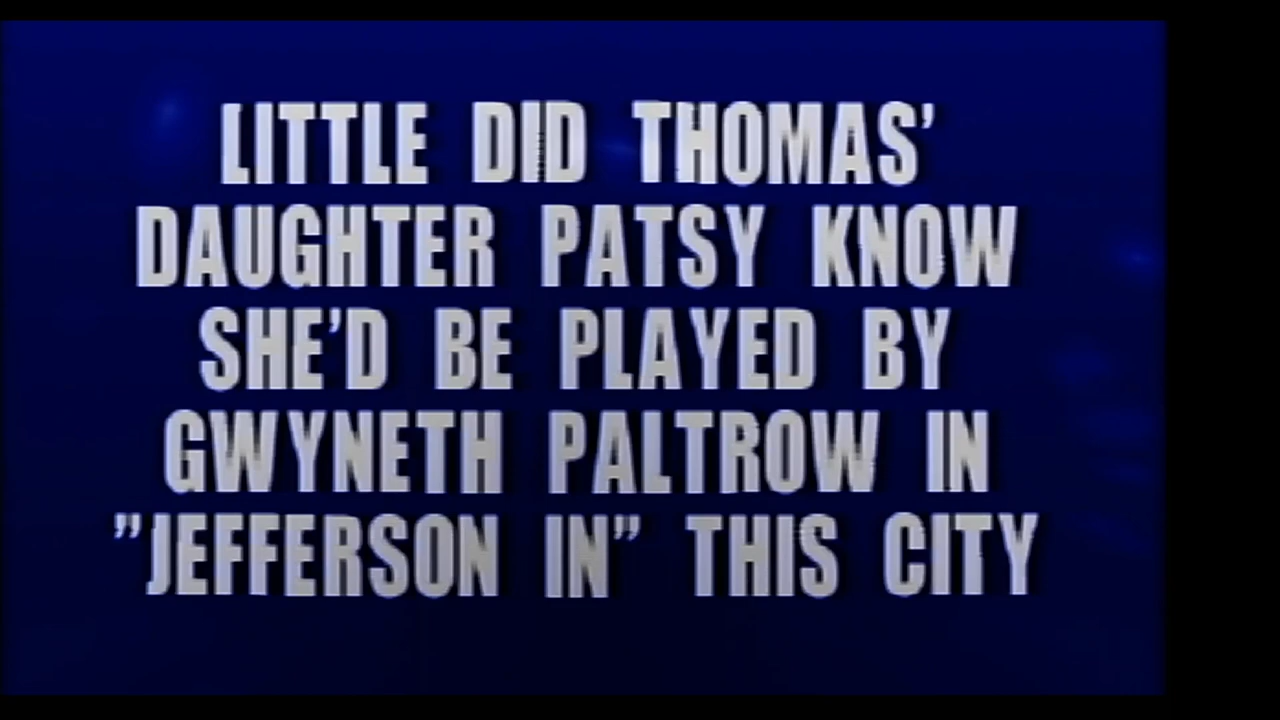 LITTLE DID THOMAS'
DAUGHTER PATSY KNOW
SHE'D BE PLAYED BY
GWYNETH PALTROW IN
"JEFFERSON IN" THIS CITY